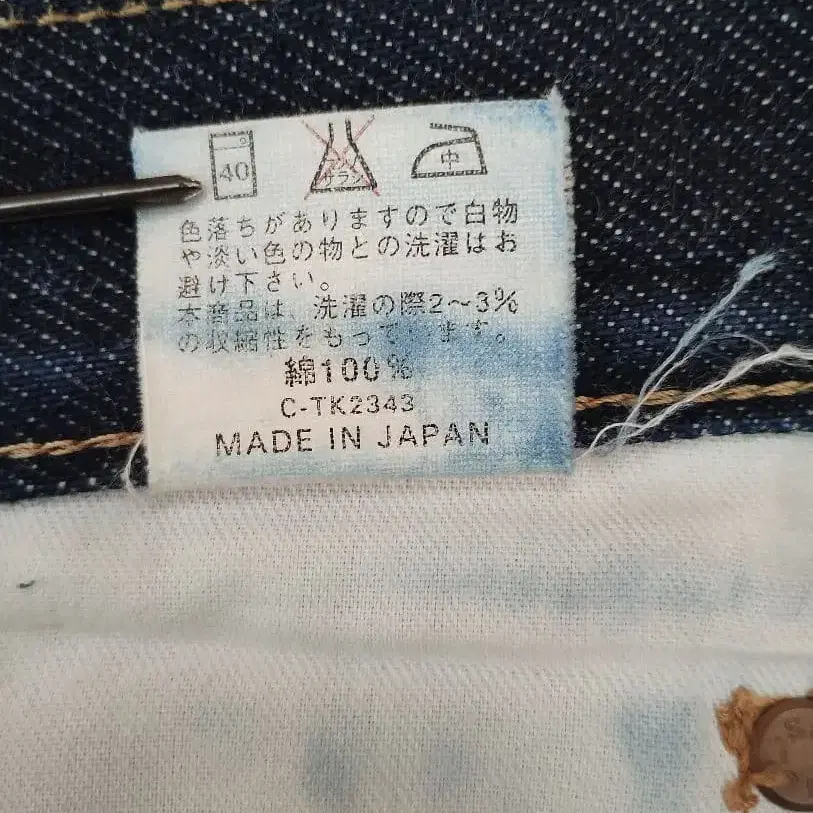 40
サラシ
中
色落ちがありますので白物
や淡い色の物との洗濯はお
避け下さい。
本商品は、洗濯の際2〜3%
の収縮性をもっています。
綿100%
C-TK2343
MADE IN JAPAN